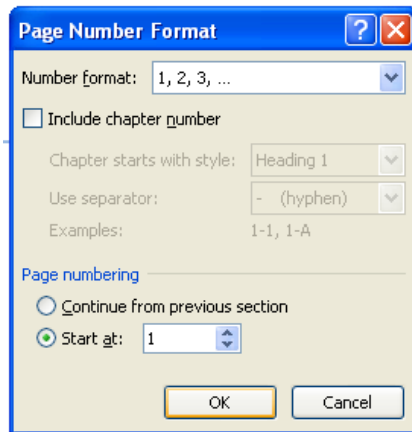 Page Number Format
Number format: 1, 2, 3, ...
Include chapter number
Chapter starts with style: Heading 1
Use separator: - (hyphen)
Examples: 1-1, 1-A
Page numbering
Continue from previous section
Start at: 1
OK Cancel